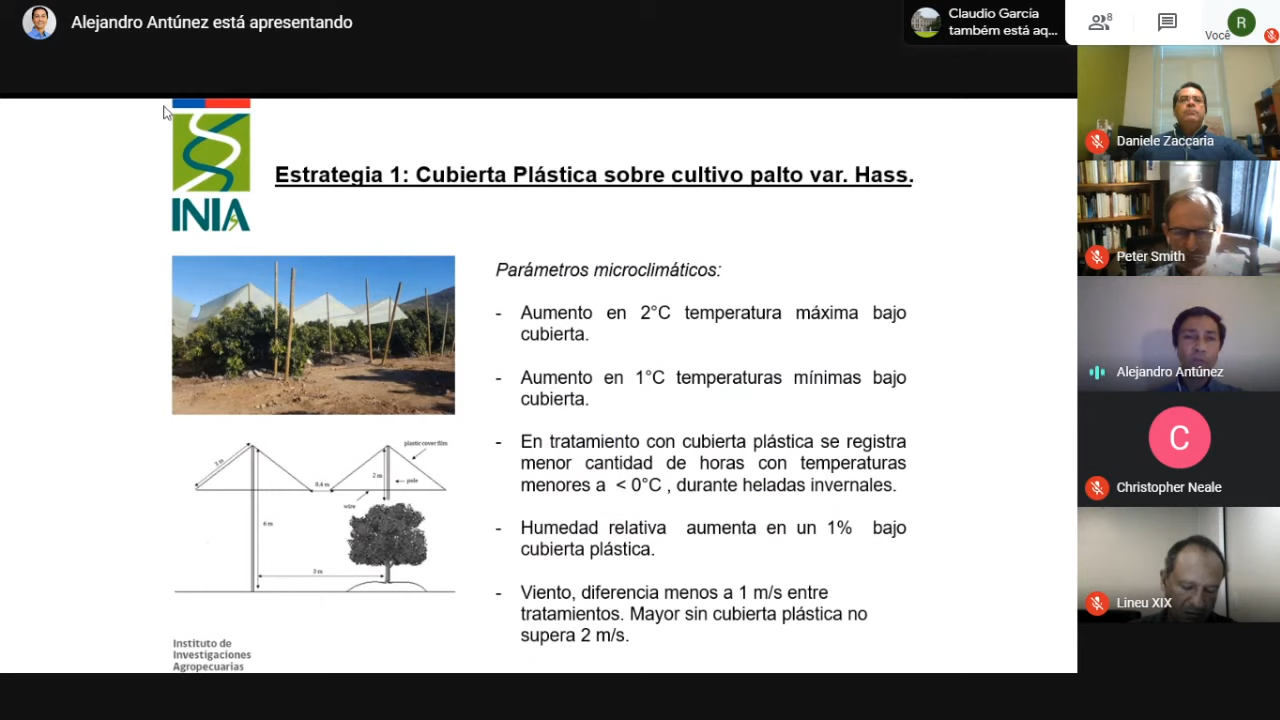 Alejandro Antúnez está apresentando
Claudio García
também está aq...
8
Você
R
INIA
Estrategia 1: Cubierta Plástica sobre cultivo palto var. Hass.
Parámetros microclimáticos:
- Aumento en 2°C temperatura máxima bajo
cubierta.
- Aumento en 1°C temperaturas mínimas bajo
cubierta.
- En tratamiento con cubierta plástica se registra
menor cantidad de horas con temperaturas
menores a < 0°C , durante heladas invernales.
- Humedad relativa aumenta en un 1% bajo
cubierta plástica.
- Viento, diferencia menos a 1 m/s entre
tratamientos. Mayor sin cubierta plástica no
supera 2 m/s.
plastic cover film
3 m
2 m
pole
0.4 m
wire
6 m
3 m
Instituto de
Investigaciones
Agropecuarias
Daniele Zaccaria
Peter Smith
Alejandro Antúnez
C
Christopher Neale
Lineu XIX